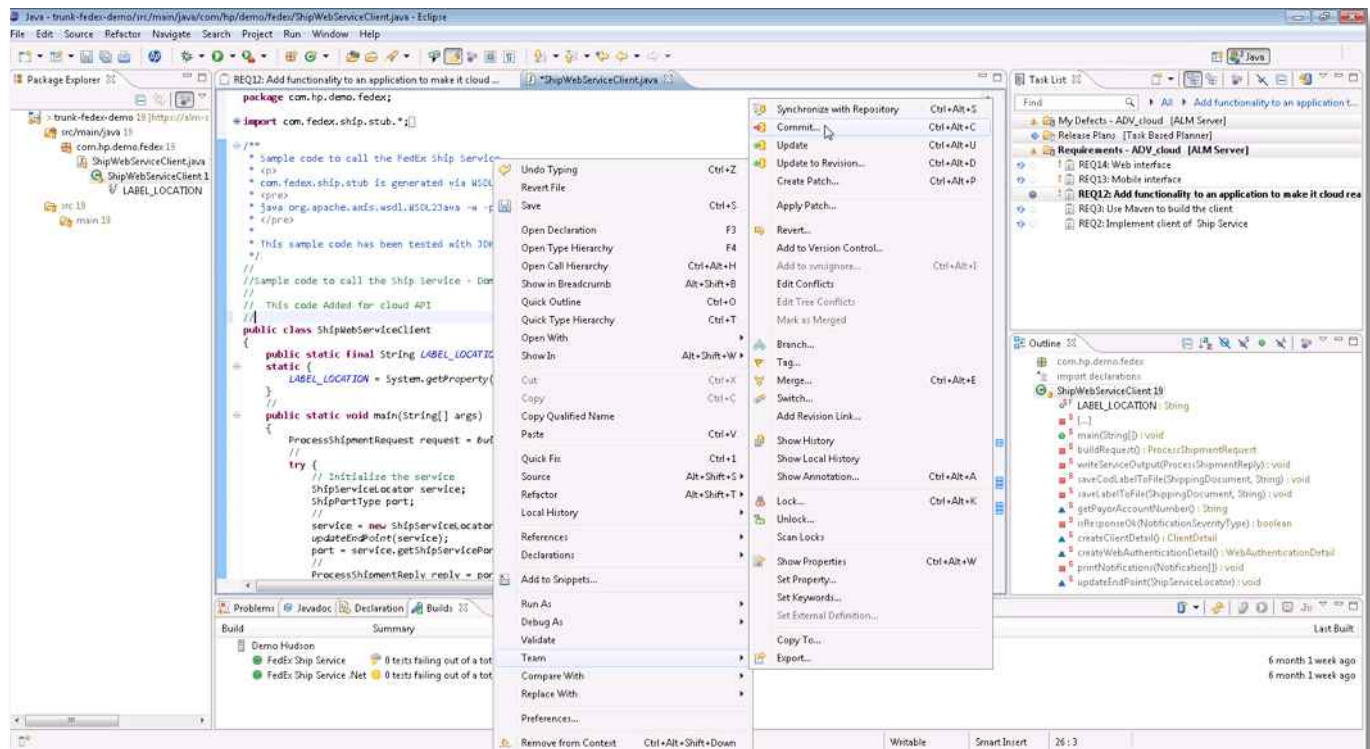 Java - trunk-fedex-demo/src/main/java/com/hp/demo/fedex/ShipWebServiceClient.java - Eclipse
File Edit Source Refactor Navigate Search Project Run Window Help
Java
Package Explorer
> trunk-fedex-demo 19 [https://alm-s
src/main/java 19
com.hp.demo.fedex 19
ShipWebServiceClient.java
ShipWebServiceClient 1
LABEL_LOCATION
src 19
main 19
REQ12: Add functionality to an application to make it cloud ...
*ShipWebServiceClient.java
package com.hp.demo.fedex;
import com.fedex.ship.stub.*;
/**
* Sample code to call the FedEx Ship Service
* <p>
* com.fedex.ship.stub is generated via WSDL
* <pre>
* java org.apache.axis.wsdl.WSDL2Java -w -p
* </pre>
*
* This sample code has been tested with JDK
*/
//
//Sample code to call the Ship Service - Dom
//
// This code Added for cloud API
//
public class ShipWebServiceClient
{
public static final String LABEL_LOCATIO
static {
LABEL_LOCATION = System.getProperty(
}
//
public static void main(String[] args)
{
ProcessShipmentRequest request = bui
//
try {
// Initialize the service
ShipServiceLocator service;
ShipPortType port;
//
service = new ShipServiceLocator
updateEndPoint(service);
port = service.getShipServicePor
//
ProcessShipmentReply reply = por
Undo Typing Ctrl+Z
Revert File
Save Ctrl+S
Open Declaration F3
Open Type Hierarchy F4
Open Call Hierarchy Ctrl+Alt+H
Show in Breadcrumb Alt+Shift+B
Quick Outline Ctrl+O
Quick Type Hierarchy Ctrl+T
Open With
Show In Alt+Shift+W
Cut Ctrl+X
Copy Ctrl+C
Copy Qualified Name
Paste Ctrl+V
Quick Fix Ctrl+1
Source Alt+Shift+S
Refactor Alt+Shift+T
Local History
References
Declarations
Add to Snippets...
Run As
Debug As
Validate
Team
Compare With
Replace With
Preferences...
Remove from Context Ctrl+Alt+Shift+Down
Synchronize with Repository Ctrl+Alt+S
Commit... Ctrl+Alt+C
Update Ctrl+Alt+U
Update to Revision... Ctrl+Alt+D
Create Patch... Ctrl+Alt+P
Apply Patch...
Revert...
Add to Version Control...
Add to svn:ignore... Ctrl+Alt+I
Edit Conflicts
Edit Tree Conflicts
Mark as Merged
Branch...
Tag...
Merge... Ctrl+Alt+E
Switch...
Add Revision Link...
Show History
Show Local History
Show Annotation... Ctrl+Alt+A
Lock... Ctrl+Alt+K
Unlock...
Scan Locks
Show Properties Ctrl+Alt+W
Set Property...
Set Keywords...
Set External Definition...
Copy To...
Export...
Task List
Find All Add functionality to an application t...
My Defects - ADV_cloud [ALM Server]
Release Plans [Task Based Planner]
Requirements - ADV_cloud [ALM Server]
REQ14: Web interface
REQ13: Mobile interface
REQ12: Add functionality to an application to make it cloud rea
REQ3: Use Maven to build the client
REQ2: Implement client of Ship Service
Outline
com.hp.demo.fedex
import declarations
ShipWebServiceClient 19
LABEL_LOCATION : String
{...}
main(String[]) : void
buildRequest() : ProcessShipmentRequest
writeServiceOutput(ProcessShipmentReply) : void
saveCodLabelToFile(ShippingDocument, String) : void
saveLabelToFile(ShippingDocument, String) : void
getPayorAccountNumber() : String
isResponseOk(NotificationSeverityType) : boolean
createClientDetail() : ClientDetail
createWebAuthenticationDetail() : WebAuthenticationDetail
printNotifications(Notification[]) : void
updateEndPoint(ShipServiceLocator) : void
Problems Javadoc Declaration Builds
Build Summary Last Built
Demo Hudson
FedEx Ship Service 0 tests failing out of a tot 6 month 1 week ago
FedEx Ship Service .Net 0 tests failing out of a tot 6 month 1 week ago
Writable Smart Insert 26 : 3